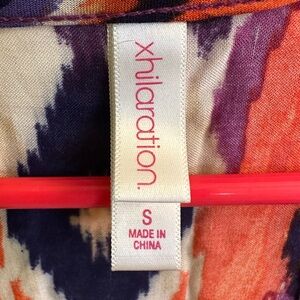 xhilaration.
S
MADE IN
CHINA